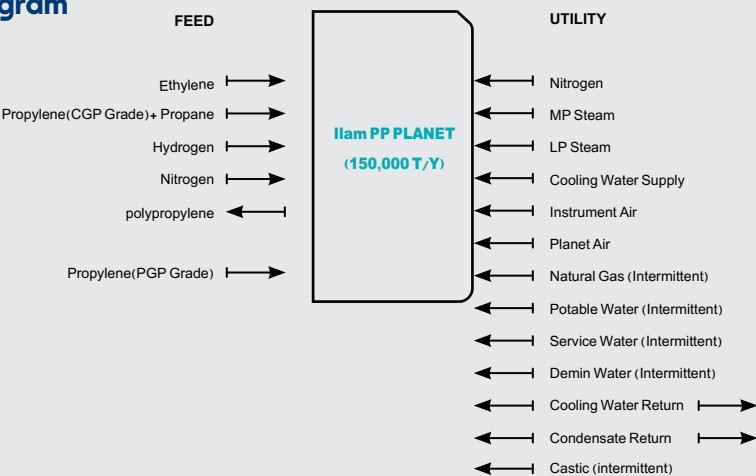 gram
FEED
UTILITY
Ethylene
Propylene(CGP Grade)+ Propane
Hydrogen
Nitrogen
polypropylene
Propylene(PGP Grade)
Ilam PP PLANET
(150,000 T/Y)
Nitrogen
MP Steam
LP Steam
Cooling Water Supply
Instrument Air
Planet Air
Natural Gas (Intermittent)
Potable Water (Intermittent)
Service Water (Intermittent)
Demin Water (Intermittent)
Cooling Water Return
Condensate Return
Castic (intermittent)